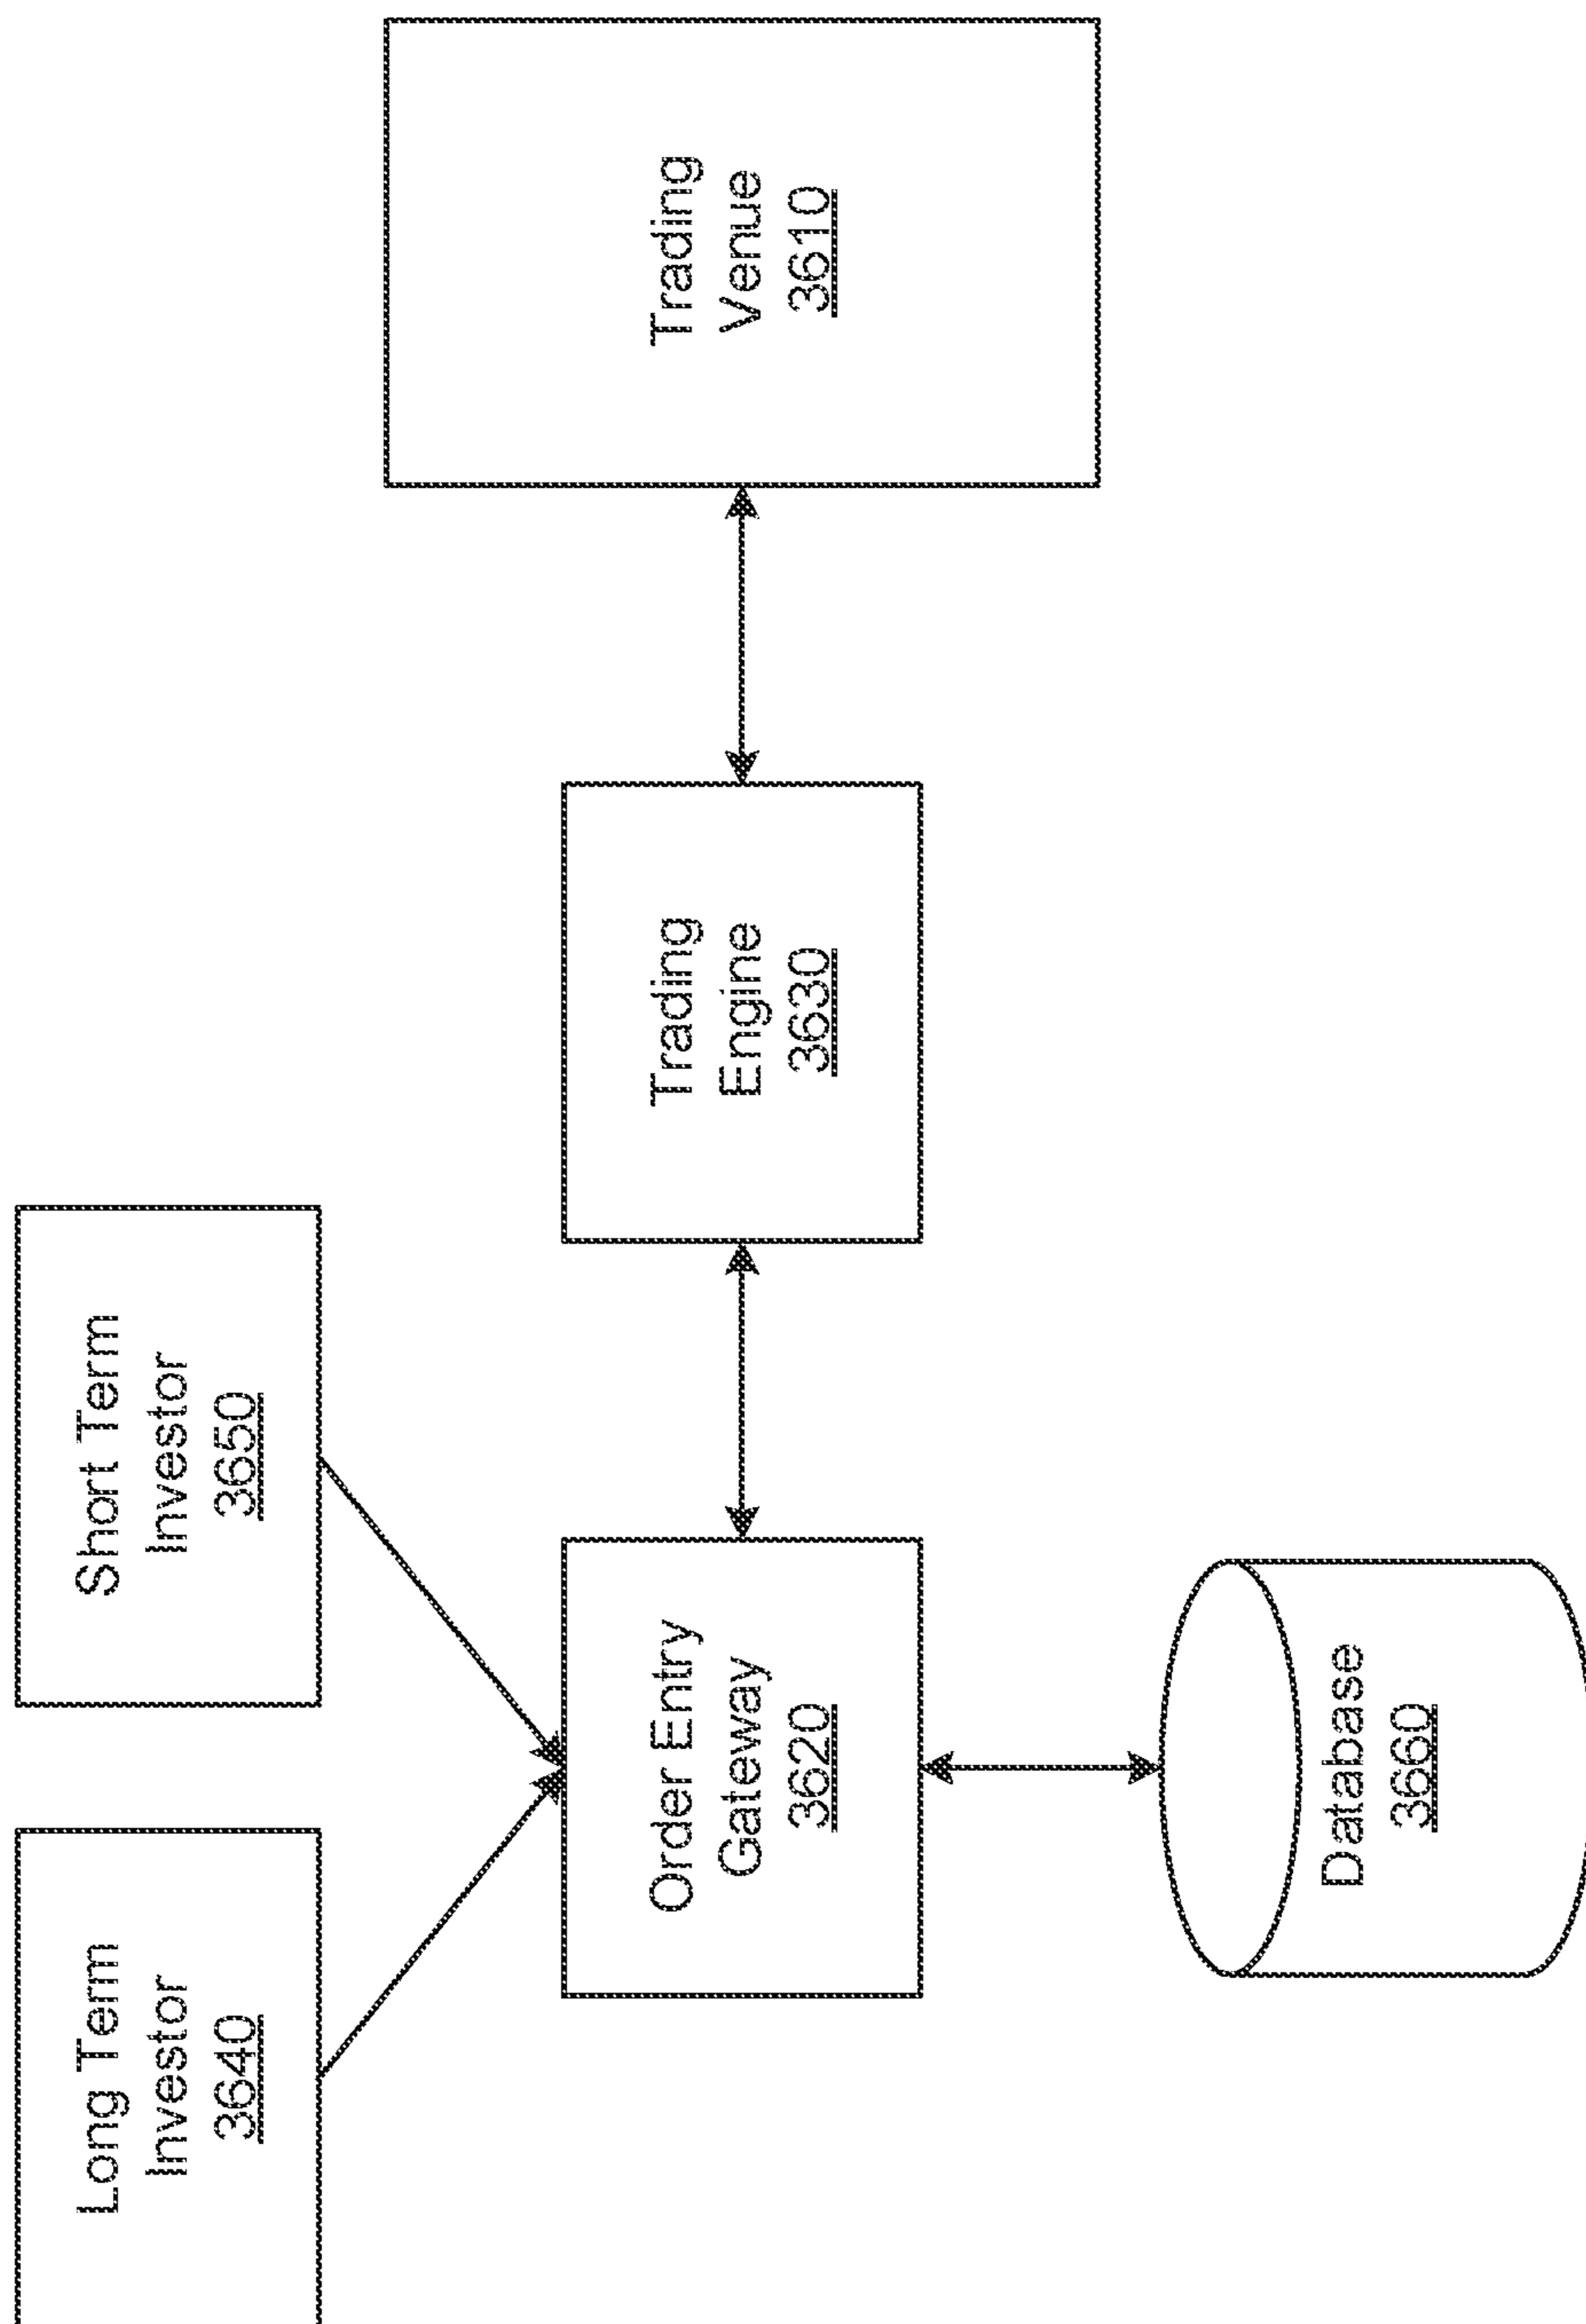 Long Term
Investor
3640
Short Term
Investor
3650
Order Entry
Gateway
3620
Trading
Engine
3630
Trading
Venue
3610
Database
3660